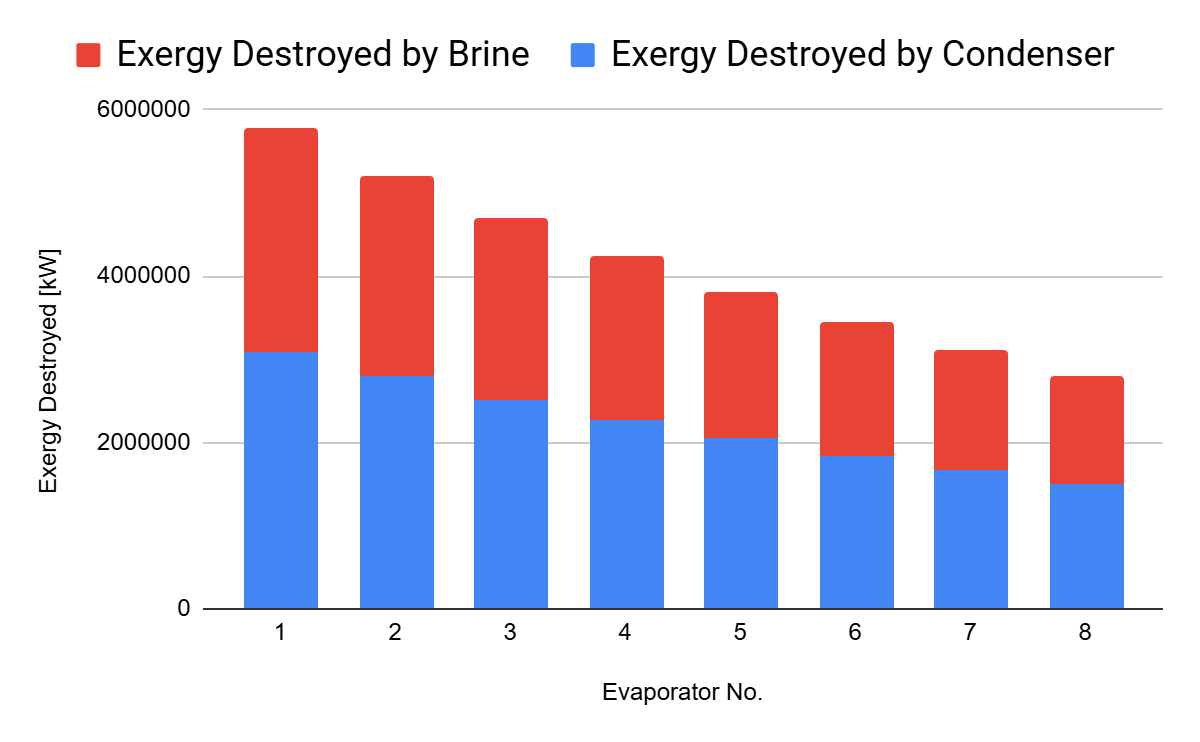 Exergy Destroyed by Brine Exergy Destroyed by Condenser
6000000
4000000
2000000
0
Exergy Destroyed [kW]
1 2 3 4 5 6 7 8
Evaporator No.